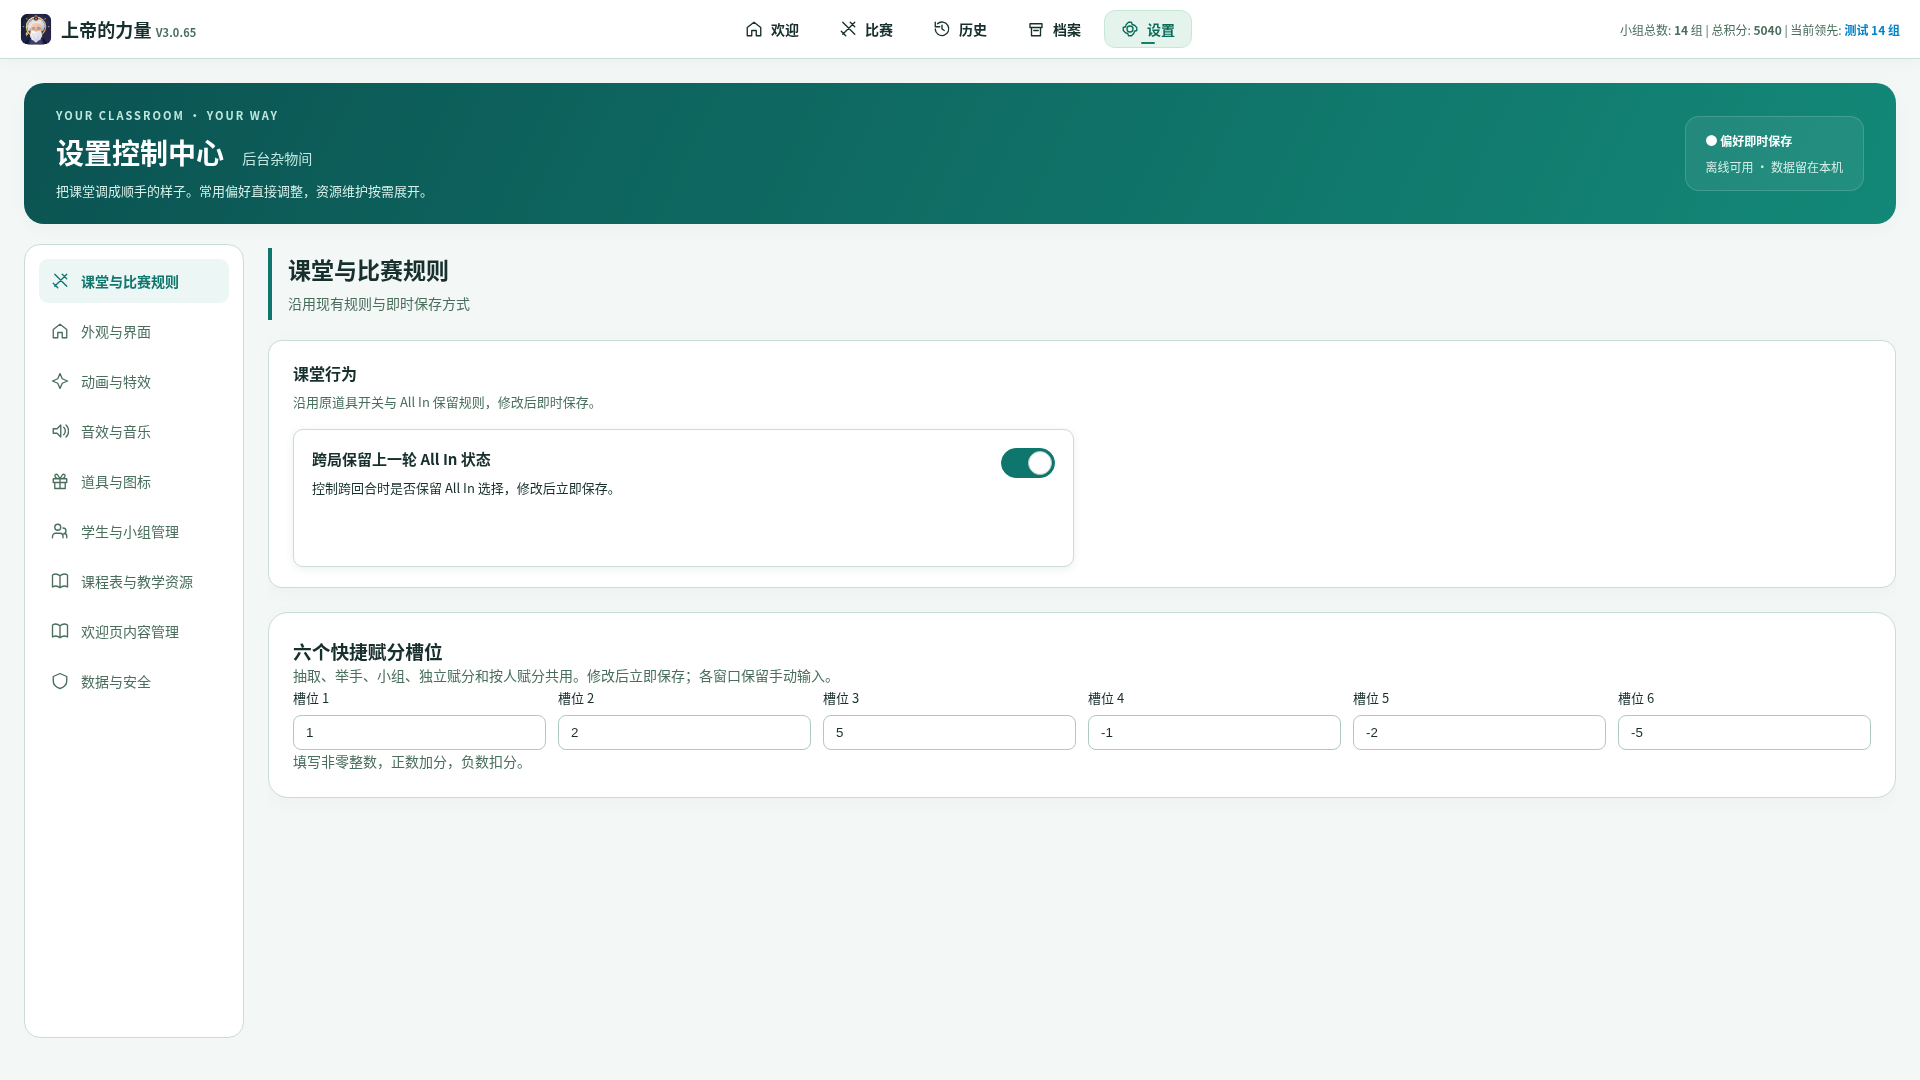 上帝的力量 V3.0.65
欢迎
比赛
历史
档案
设置
小组总数: 14 组 | 总积分: 5040 | 当前领先: 测试 14 组
YOUR CLASSROOM · YOUR WAY
设置控制中心 后台杂物间
把课堂调成顺手的样子。常用偏好直接调整，资源维护按需展开。
偏好即时保存
离线可用 · 数据留在本机
课堂与比赛规则
外观与界面
动画与特效
音效与音乐
道具与图标
学生与小组管理
课程表与教学资源
欢迎页内容管理
数据与安全
课堂与比赛规则
沿用现有规则与即时保存方式
课堂行为
沿用原道具开关与 All In 保留规则，修改后即时保存。
跨局保留上一轮 All In 状态
控制跨回合时是否保留 All In 选择，修改后立即保存。
六个快捷赋分槽位
抽取、举手、小组、独立赋分和按人赋分共用。修改后立即保存；各窗口保留手动输入。
槽位 1
槽位 2
槽位 3
槽位 4
槽位 5
槽位 6
1
2
5
-1
-2
-5
填写非零整数，正数加分，负数扣分。